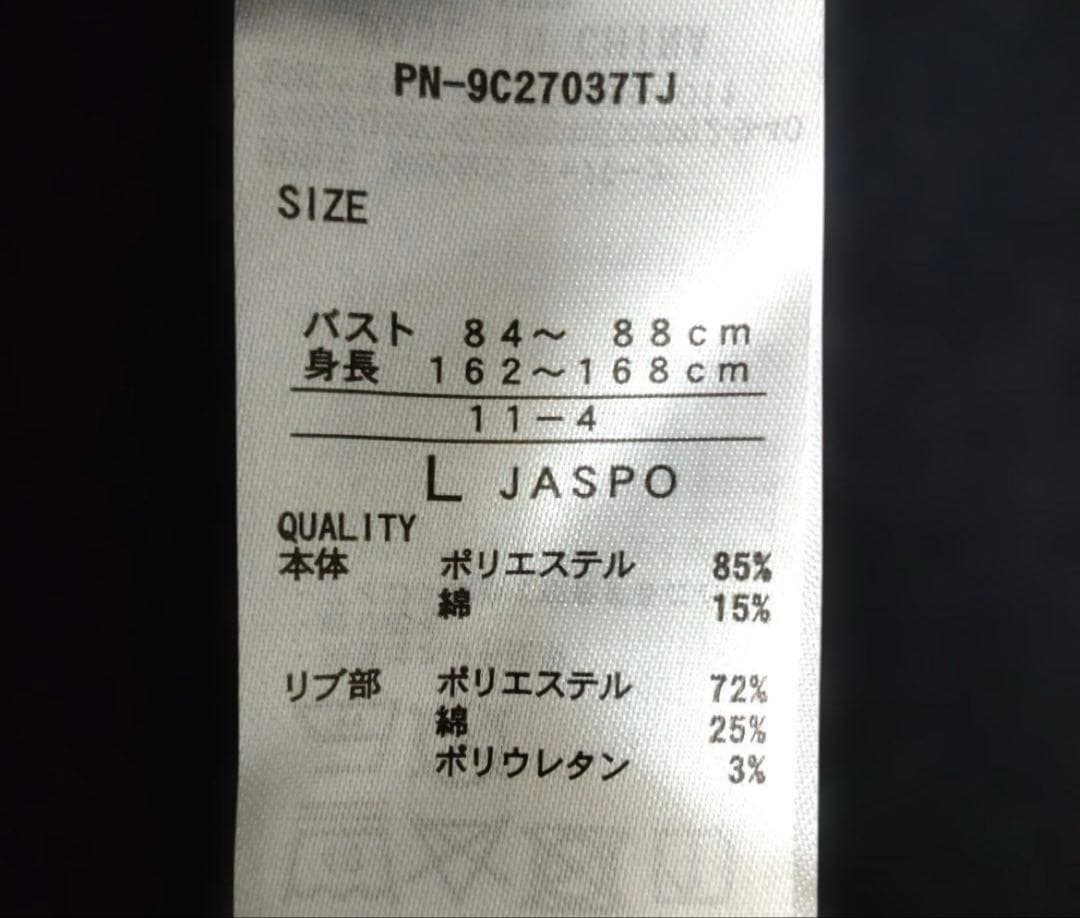 PN-9C27037TJ
SIZE
バスト 84～ 88cm
身長 162～168cm
11-4
L JASPO
QUALITY
本体 ポリエステル 85%
綿 15%
リブ部 ポリエステル 72%
綿 25%
ポリウレタン 3%